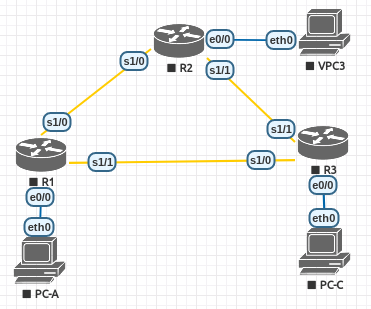 e0/0
eth0
s1/0
R2
s1/1
VPC3
s1/0
s1/1
s1/1
s1/0
R1
R3
e0/0
e0/0
eth0
eth0
PC-A
PC-C